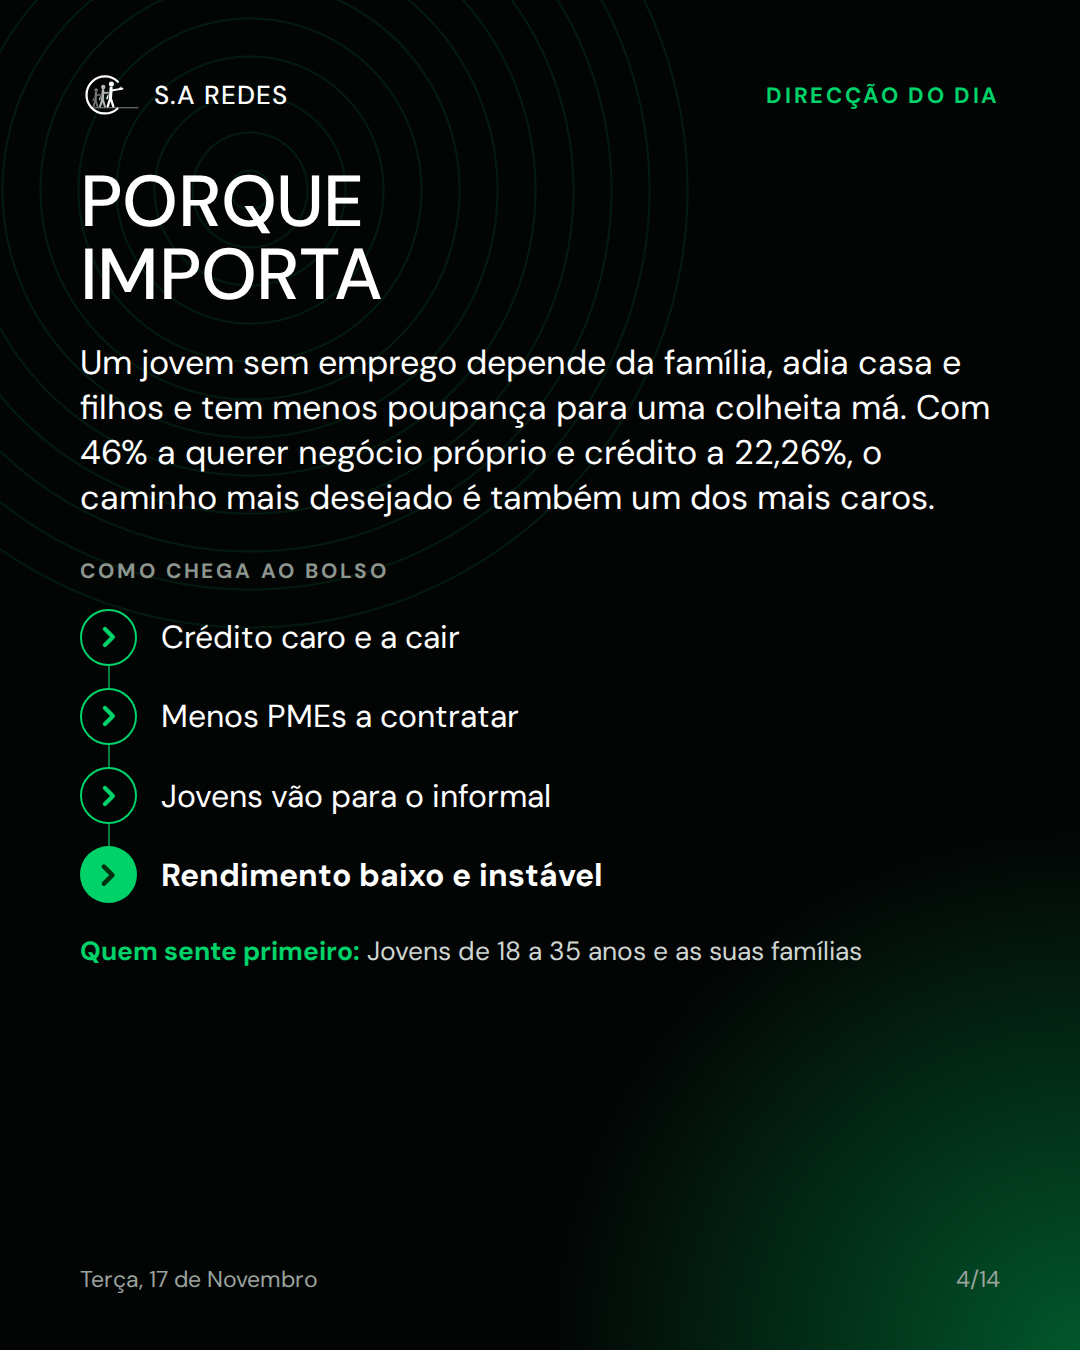 S.A REDES
DIRECÇÃO DO DIA
PORQUE
IMPORTA
Um jovem sem emprego depende da família, adia casa e
filhos e tem menos poupança para uma colheita má. Com
46% a querer negócio próprio e crédito a 22,26%, o
caminho mais desejado é também um dos mais caros.
COMO CHEGA AO BOLSO
Crédito caro e a cair
Menos PMEs a contratar
Jovens vão para o informal
Rendimento baixo e instável
Quem sente primeiro: Jovens de 18 a 35 anos e as suas famílias
Terça, 17 de Novembro
4/14